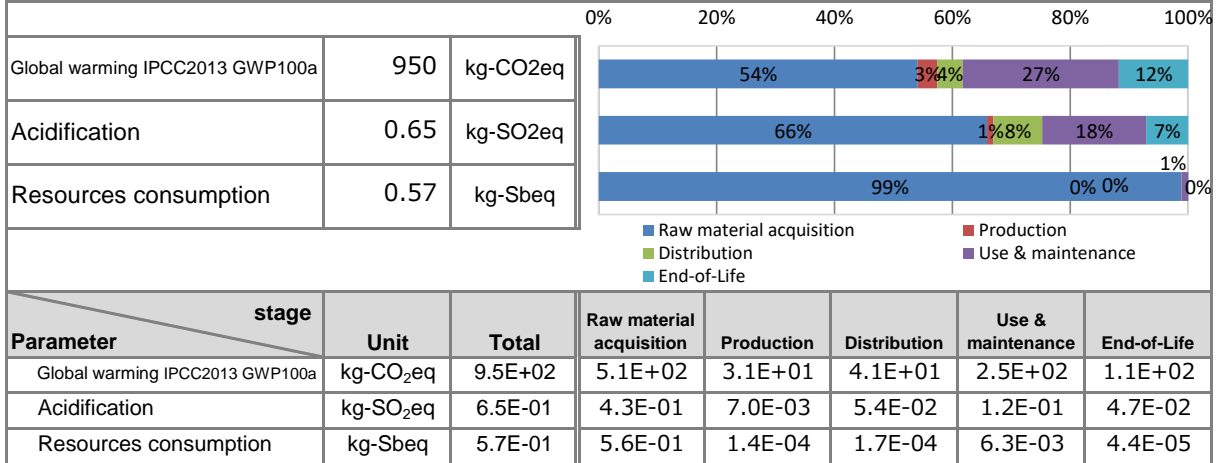 0% 20% 40% 60% 80% 100%
Global warming IPCC2013 GWP100a 950 kg-CO2eq 54% 3% 4% 27% 12%
Acidification 0.65 kg-SO2eq 66% 1% 8% 18% 7%
1%
Resources consumption 0.57 kg-Sbeq 99% 0% 0% 0%
Raw material acquisition Production
Distribution Use & maintenance
End-of-Life
stage
Parameter Unit Total Raw material acquisition Production Distribution Use & maintenance End-of-Life
Global warming IPCC2013 GWP100a kg-CO₂eq 9.5E+02 5.1E+02 3.1E+01 4.1E+01 2.5E+02 1.1E+02
Acidification kg-SO₂eq 6.5E-01 4.3E-01 7.0E-03 5.4E-02 1.2E-01 4.7E-02
Resources consumption kg-Sbeq 5.7E-01 5.6E-01 1.4E-04 1.7E-04 6.3E-03 4.4E-05